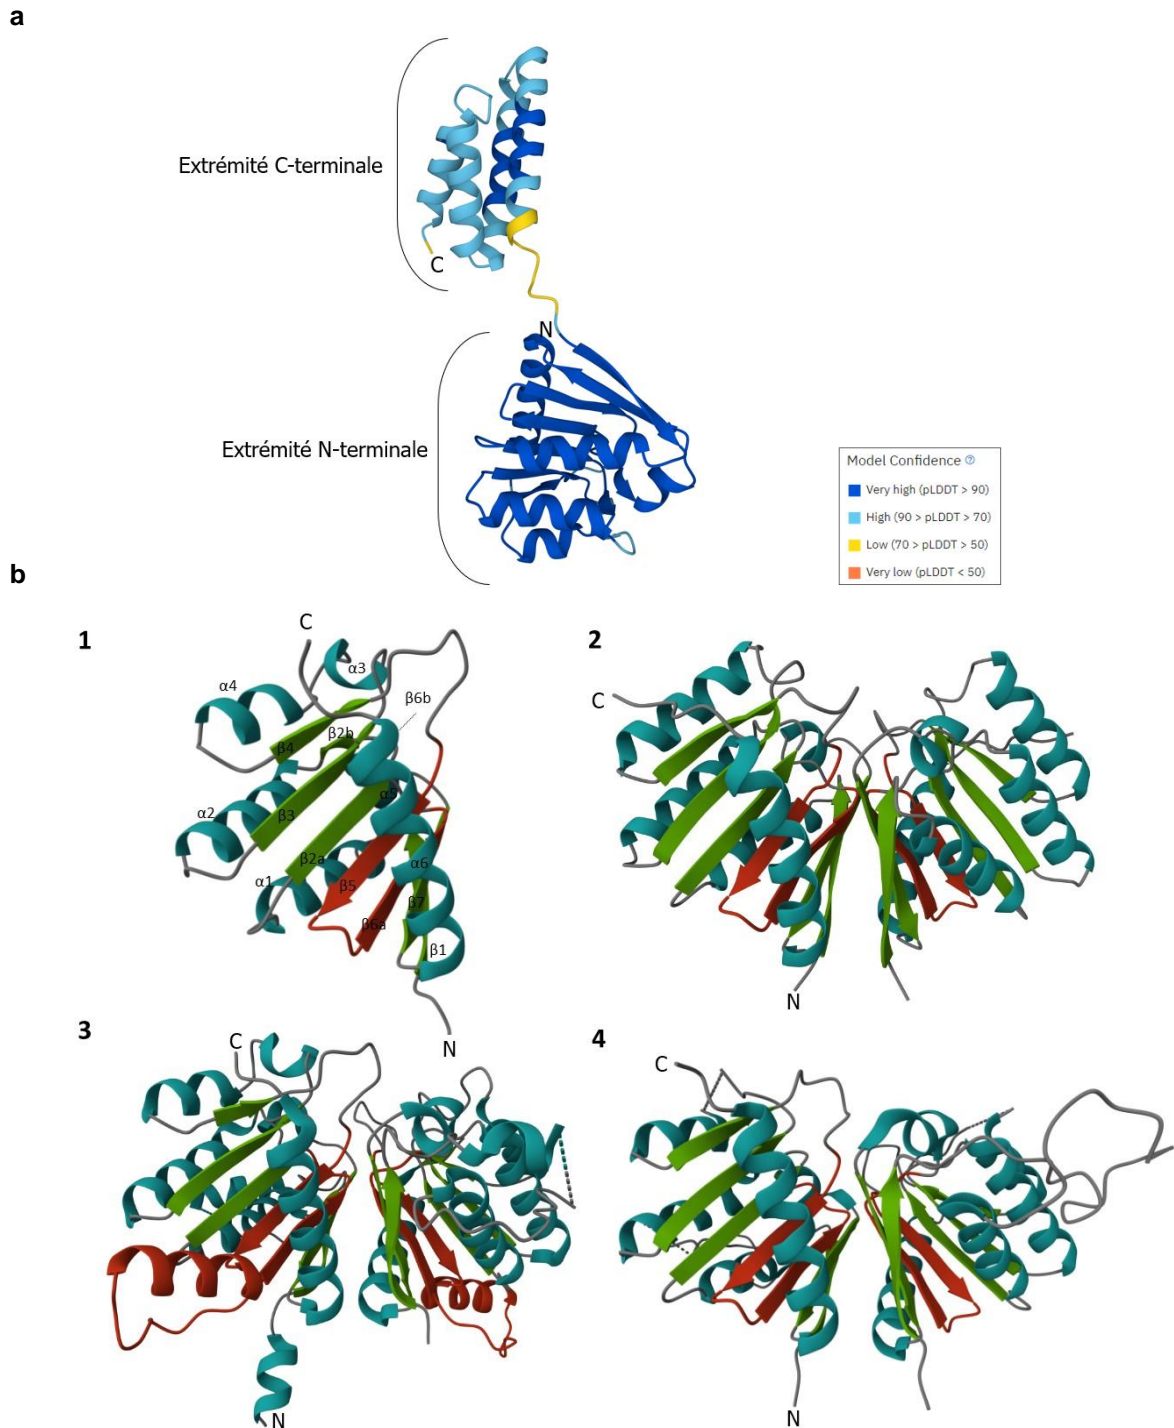 a
Extrémité C-terminale
C
N
Extrémité N-terminale
Model Confidence
Very high (pLDDT > 90)
High (90 > pLDDT > 70)
Low (70 > pLDDT > 50)
Very low (pLDDT < 50)
b
1
C
α3
α4
β6b
β2b
β4
α5
α2
β3
β2a
α6
α1
β5
β7
β6a
β1
N
2
C
N
3
C
N
4
C
N